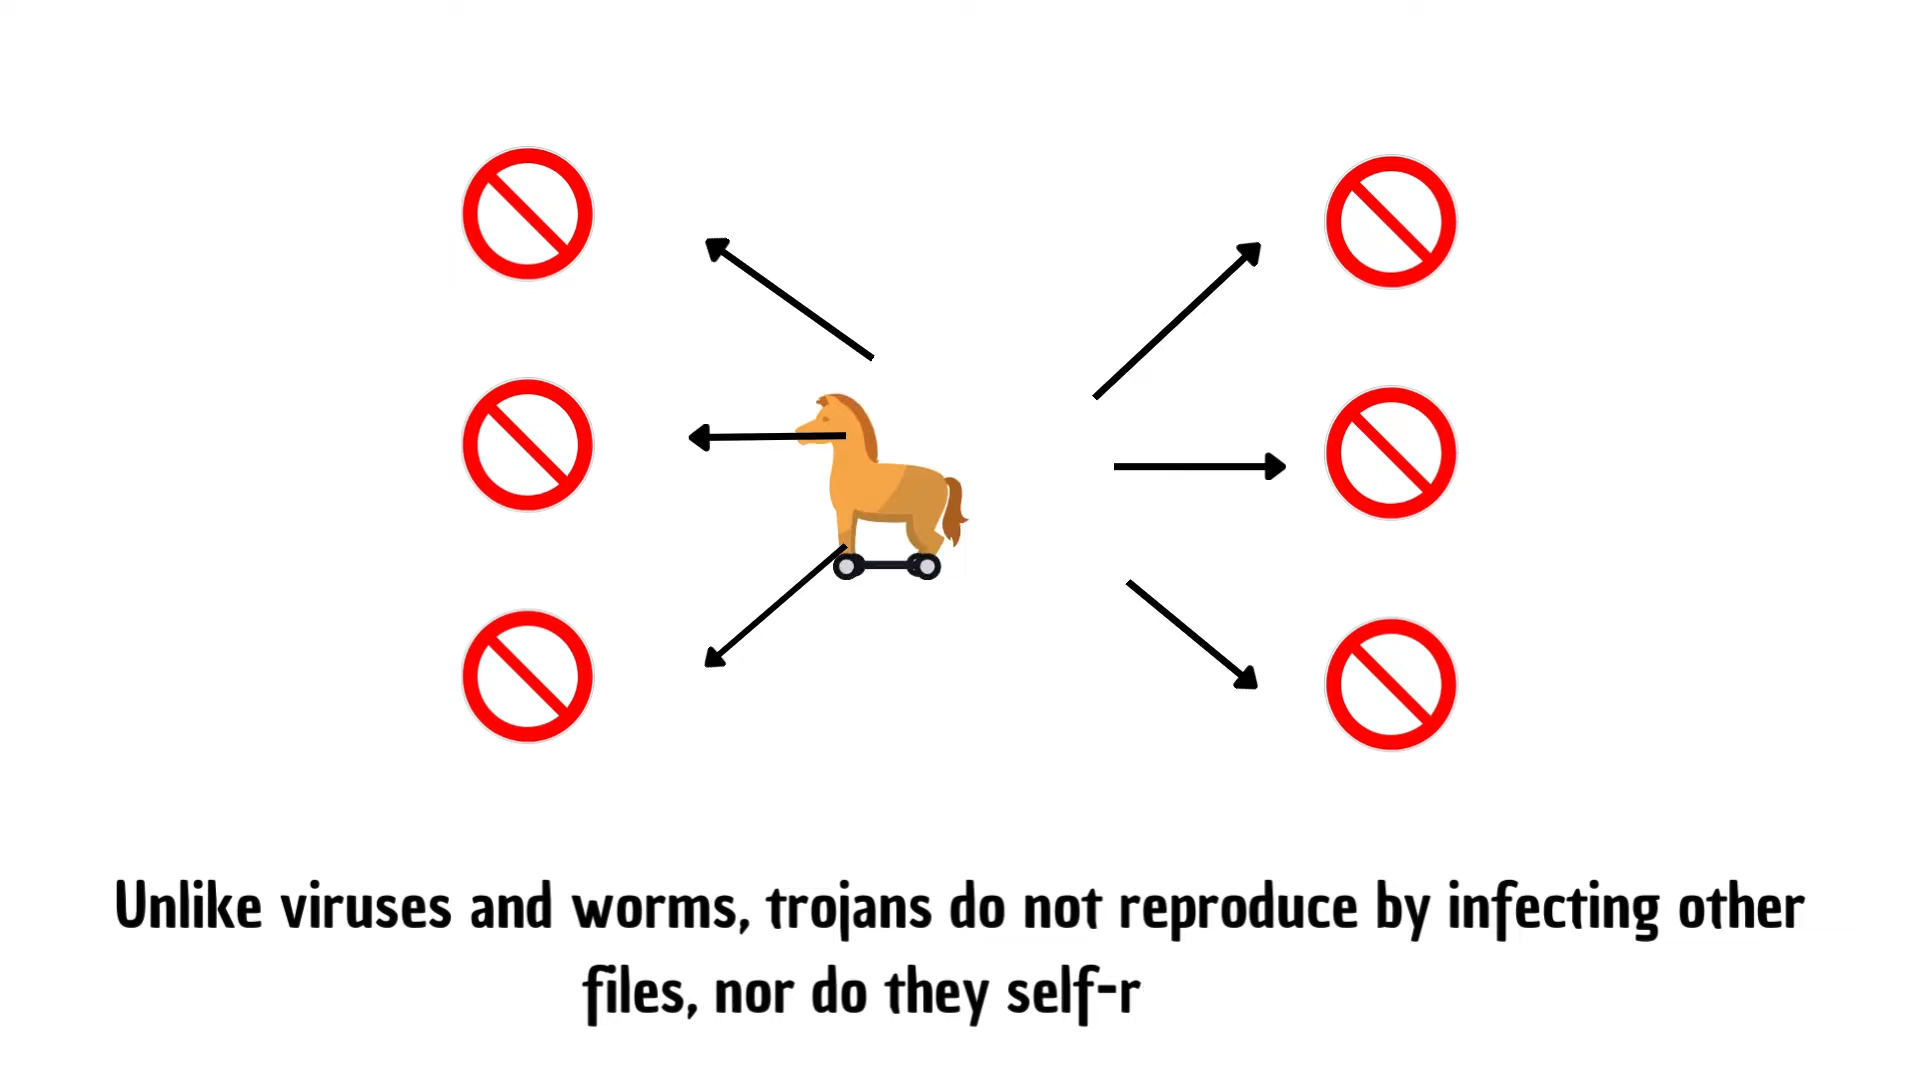 Unlike viruses and worms, trojans do not reproduce by infecting other
files, nor do they self-r